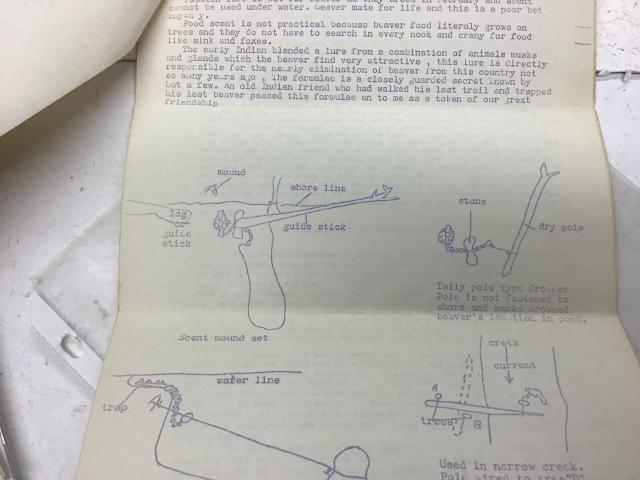 cannot be used under water. beaver mate for life and this is a poor bet
anyway.
Food scent is not practical because beaver food literaly grows on
trees and they do not have to search in every nook and cranny for food
like mink and foxes.
The early Indian blended a lure from a combination of animals musks
and glands which the beaver find very attractive , this lure is directly
responsible for the nearly elimination of beaver from this country not
so many years ago , The formulae is a closely guarded secret known by
but a few. An old Indian friend who had walked his last trail and trapped
his last beaver passed this formulae on to me as a token of our great
friendship
mound
shore line
log
or
guide
stick
guide stick
Scent mound set
stone
dry pole
Tally pole type drowner
Pole is not fastened to
shore and marks drowned
beaver's location in pond.
water line
trap
creek
current
A
trees
B
Used in narrow creek.
Pole wired to tree"B"